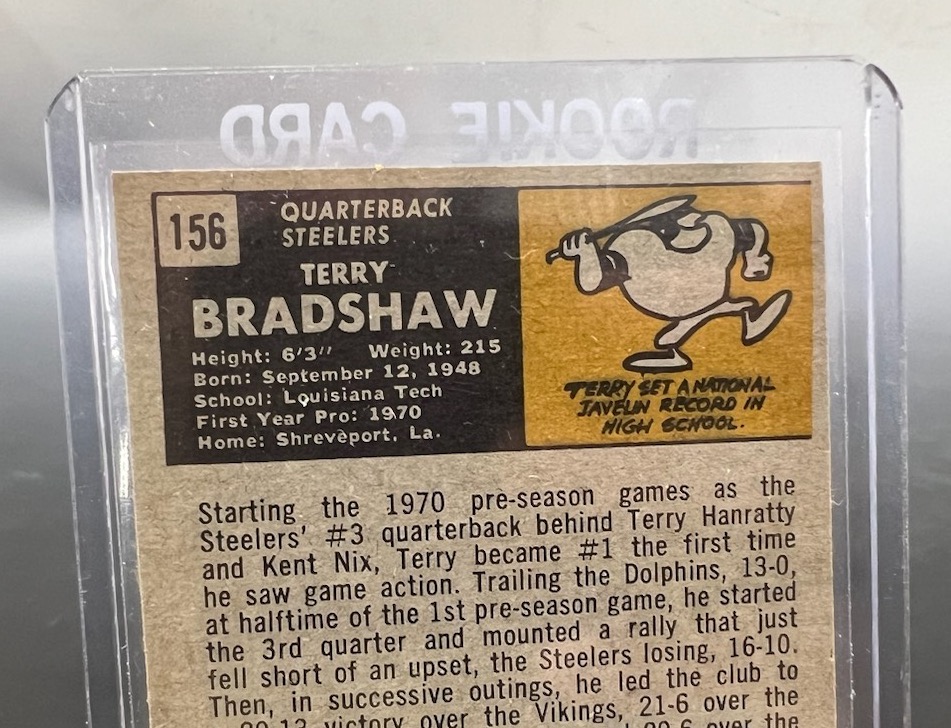 ROOKIE CARD
156
QUARTERBACK
STEELERS
TERRY
BRADSHAW
Height: 6'3" Weight: 215
Born: September 12, 1948
School: Louisiana Tech
First Year Pro: 1970
Home: Shreveport, La.
TERRY SET A NATIONAL
JAVELIN RECORD IN
HIGH SCHOOL.
Starting the 1970 pre-season games as the
Steelers' #3 quarterback behind Terry Hanratty
and Kent Nix, Terry became #1 the first time
he saw game action. Trailing the Dolphins, 13-0,
at halftime of the 1st pre-season game, he started
the 3rd quarter and mounted a rally that just
fell short of an upset, the Steelers losing, 16-10.
Then, in successive outings, he led the club to
victory over the Vikings, 21-6 over the
over the